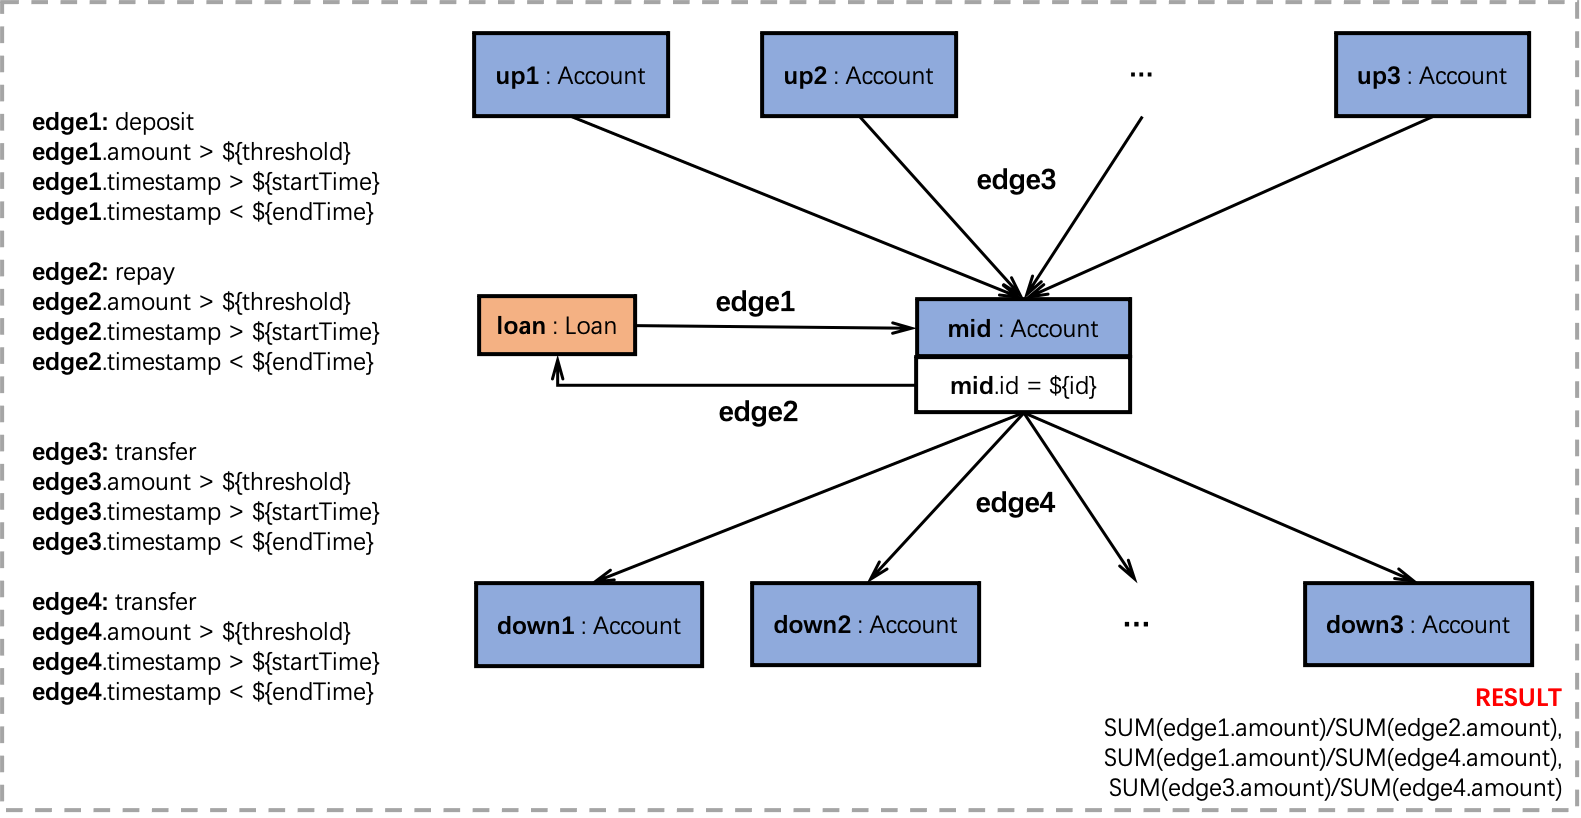 up1 : Account
up2 : Account
...
up3 : Account
edge1: deposit
edge1.amount > ${threshold}
edge1.timestamp > ${startTime}
edge1.timestamp < ${endTime}
edge3
edge2: repay
edge2.amount > ${threshold}
edge2.timestamp > ${startTime}
edge2.timestamp < ${endTime}
loan : Loan
edge1
mid : Account
mid.id = ${id}
edge2
edge3: transfer
edge3.amount > ${threshold}
edge3.timestamp > ${startTime}
edge3.timestamp < ${endTime}
edge4
edge4: transfer
edge4.amount > ${threshold}
edge4.timestamp > ${startTime}
edge4.timestamp < ${endTime}
down1 : Account
down2 : Account
...
down3 : Account
RESULT
SUM(edge1.amount)/SUM(edge2.amount),
SUM(edge1.amount)/SUM(edge4.amount),
SUM(edge3.amount)/SUM(edge4.amount)